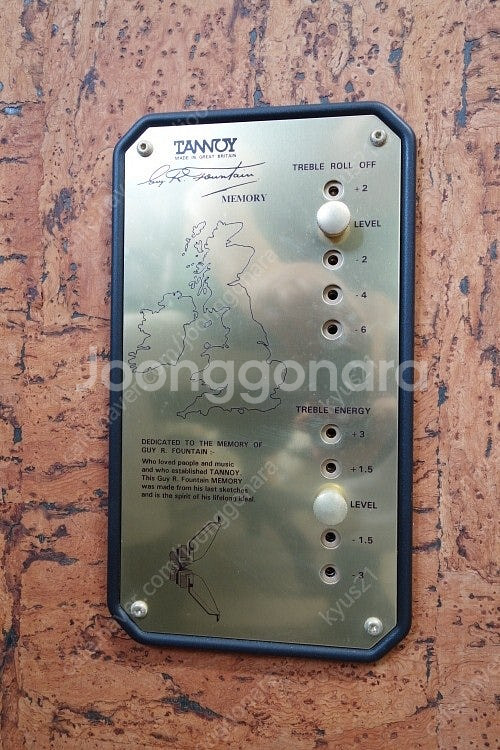 TANNOY
MADE IN GREAT BRITAIN
Guy R. Fountain
MEMORY
TREBLE ROLL OFF
+2
LEVEL
-2
-4
-6
Joonggonara
TREBLE ENERGY
+3
+1.5
LEVEL
-1.5
-3
DEDICATED TO THE MEMORY OF
GUY R. FOUNTAIN :-
Who loved people and music
and who established TANNOY.
This Guy R. Fountain MEMORY
was made from his last sketches
and is the spirit of his lifelong ideal.
kyus21